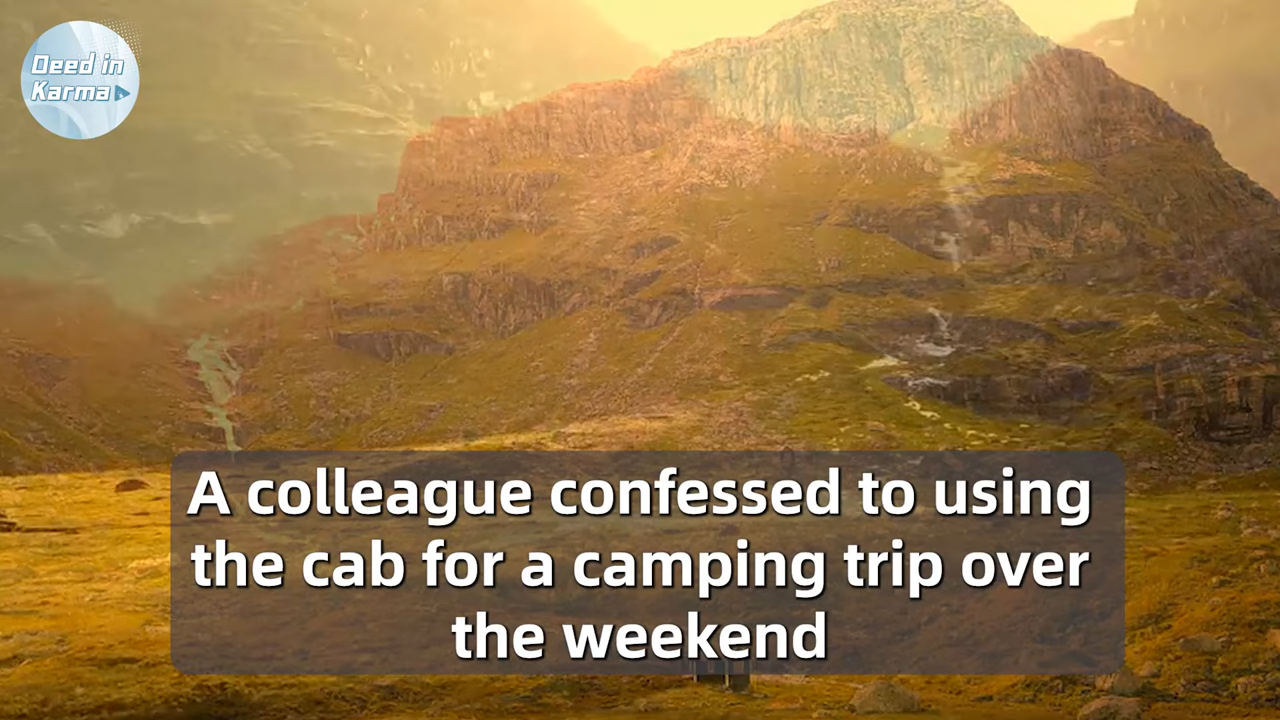 Deed in
Karma
A colleague confessed to using
the cab for a camping trip over
the weekend